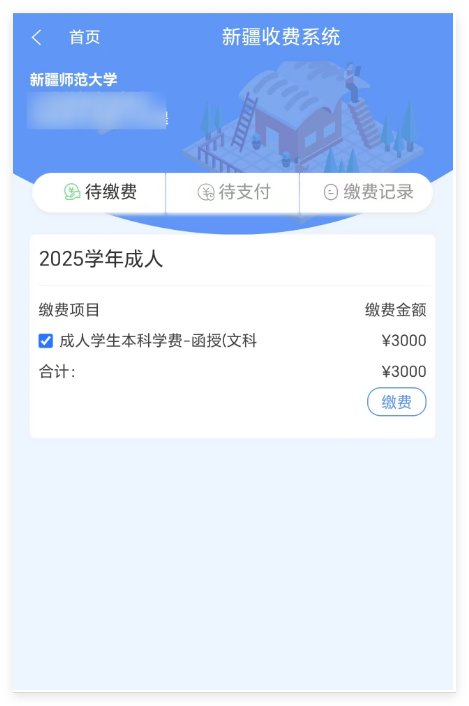 首页
新疆收费系统
新疆师范大学
待缴费
待支付
缴费记录
2025学年成人
缴费项目 缴费金额
成人学生本科学费-函授(文科 ¥3000
合计: ¥3000
缴费